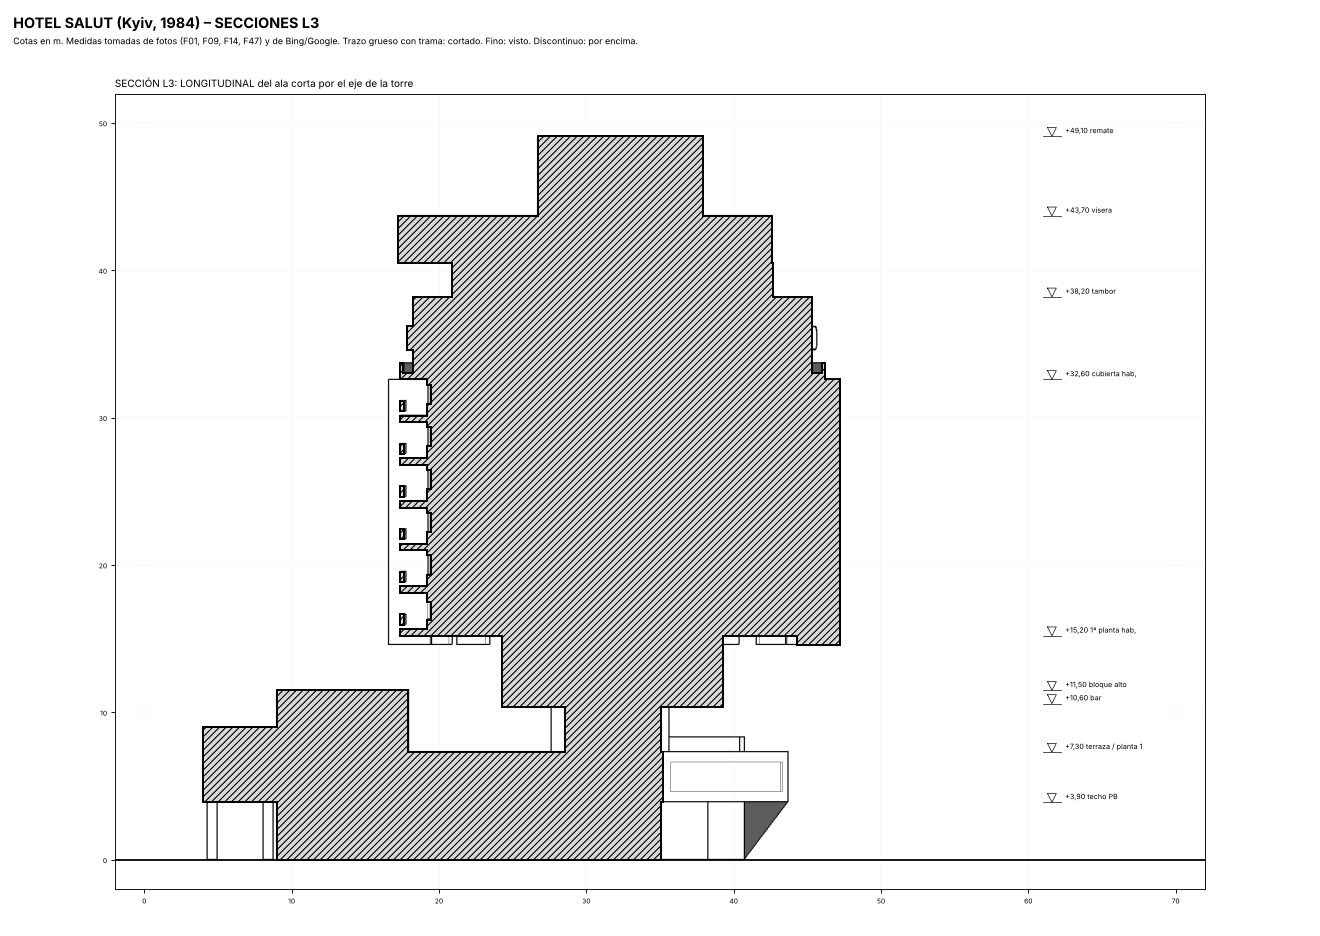 HOTEL SALUT (Kyiv, 1984) – SECCIONES L3
Cotas en m. Medidas tomadas de fotos (F01, F09, F14, F47) y de Bing/Google. Trazo grueso con trama: cortado. Fino: visto. Discontinuo: por encima.
SECCIÓN L3: LONGITUDINAL del ala corta por el eje de la torre
50
+49,10 remate
+43,70 visera
40
+38,20 tambor
+32,60 cubierta hab,
30
20
+15,20 1ª planta hab,
+11,50 bloque alto
+10,60 bar
10
+7,30 terraza / planta 1
+3,90 techo PB
0
0 10 20 30 40 50 60 70